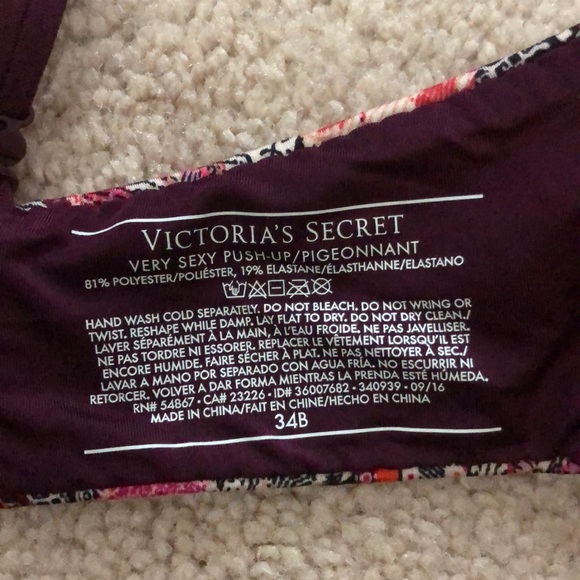 VICTORIA'S SECRET
VERY SEXY PUSH-UP/PIGEONNANT
81% POLYESTER/POLIÉSTER, 19% ELASTANE/ÉLASTHANNE/ELASTANO
HAND WASH COLD SEPARATELY. DO NOT BLEACH. DO NOT WRING OR
TWIST. RESHAPE WHILE DAMP. LAY FLAT TO DRY. DO NOT DRY CLEAN./
LAVER SÉPARÉMENT À LA MAIN, À L'EAU FROIDE. NE PAS JAVELLISER.
NE PAS TORDRE NI ESSORER. REPLACER LE VÊTEMENT LORSQU'IL EST
ENCORE HUMIDE. FAIRE SÉCHER À PLAT. NE PAS NETTOYER À SEC./
LAVAR A MANO POR SEPARADO CON AGUA FRÍA. NO ESCURRIR NI
RETORCER. VOLVER A DAR FORMA MIENTRAS LA PRENDA ESTÉ HÚMEDA.
RN# 54867 • CA# 23226 • ID# 36007682 • 340939 • 09/16
MADE IN CHINA/FAIT EN CHINE/HECHO EN CHINA
34B